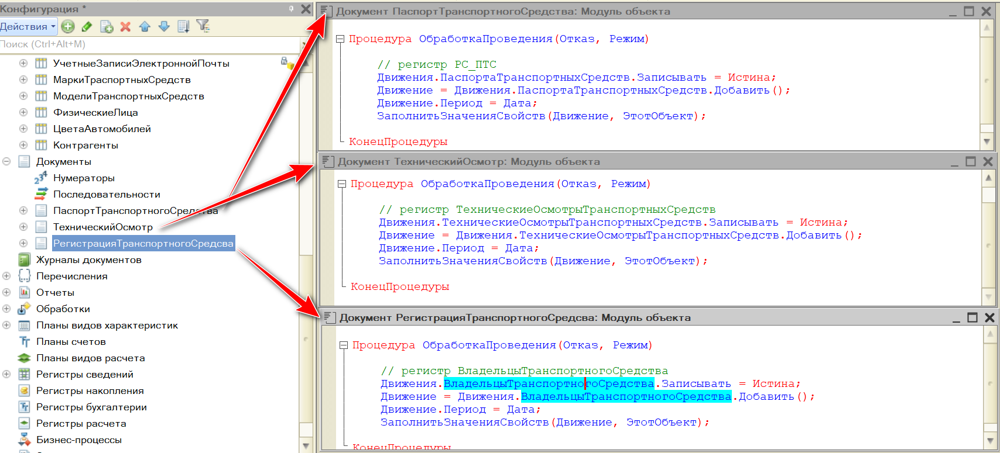 Конфигурация *
Действия
Поиск (Ctrl+Alt+M)
УчетныеЗаписиЭлектроннойПочты
МаркиТраспортныхСредств
МоделиТранспортныхСредств
ФизическиеЛица
ЦветаАвтомобилей
Контрагенты
Документы
Нумераторы
Последовательности
ПаспортТранспортногоСредства
ТехническийОсмотр
РегистрацияТранспортногоСредсва
Журналы документов
Перечисления
Отчеты
Обработки
Планы видов характеристик
Планы счетов
Планы видов расчета
Регистры сведений
Регистры накопления
Регистры бухгалтерии
Регистры расчета
Бизнес-процессы
Документ ПаспортТранспортногоСредства: Модуль объекта
Процедура ОбработкаПроведения(Отказ, Режим)
// регистр РС_ПТС
Движения.ПаспортаТранспортныхСредств.Записывать = Истина;
Движение = Движения.ПаспортаТранспортныхСредств.Добавить();
Движение.Период = Дата;
ЗаполнитьЗначенияСвойств(Движение, ЭтотОбъект);
КонецПроцедуры
Документ ТехническийОсмотр: Модуль объекта
Процедура ОбработкаПроведения(Отказ, Режим)
// регистр ТехническиеОсмотрыТранспортныхСредств
Движения.ТехническиеОсмотрыТранспортныхСредств.Записывать = Истина;
Движение = Движения.ТехническиеОсмотрыТранспортныхСредств.Добавить();
Движение.Период = Дата;
ЗаполнитьЗначенияСвойств(Движение, ЭтотОбъект);
КонецПроцедуры
Документ РегистрацияТранспортногоСредсва: Модуль объекта
Процедура ОбработкаПроведения(Отказ, Режим)
// регистр ВладельцыТранспортногоСредства
Движения.ВладельцыТранспортногоСредства.Записывать = Истина;
Движение = Движения.ВладельцыТранспортногоСредства.Добавить();
Движение.Период = Дата;
ЗаполнитьЗначенияСвойств(Движение, ЭтотОбъект);
КонецПроцедуры